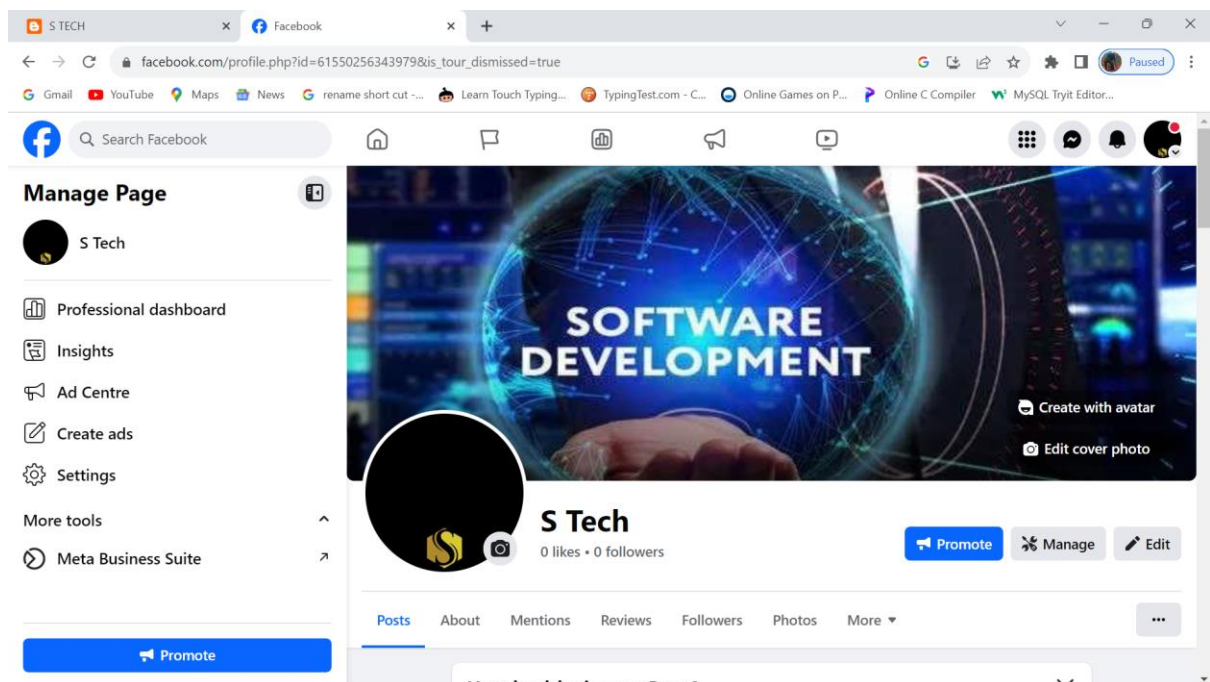 S TECH
Facebook
facebook.com/profile.php?id=61550256343979&is_tour_dismissed=true
Paused
Gmail YouTube Maps News rename short cut -... Learn Touch Typing... TypingTest.com - C... Online Games on P... Online C Compiler MySQL Tryit Editor...
Search Facebook
Manage Page
S Tech
Professional dashboard
Insights
Ad Centre
Create ads
Settings
More tools
Meta Business Suite
Promote
SOFTWARE
DEVELOPMENT
Create with avatar
Edit cover photo
S Tech
0 likes • 0 followers
Promote Manage Edit
Posts About Mentions Reviews Followers Photos More